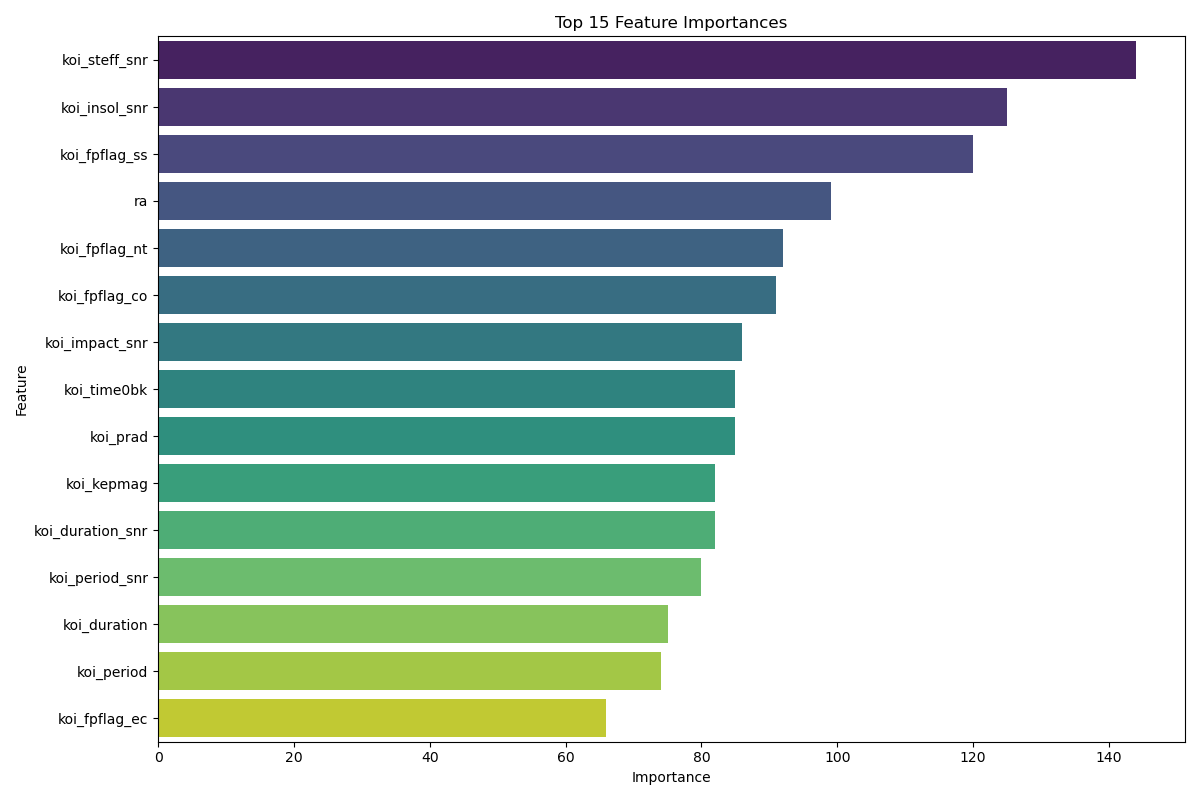 Top 15 Feature Importances
koi_steff_snr
koi_insol_snr
koi_fpflag_ss
ra
koi_fpflag_nt
koi_fpflag_co
koi_impact_snr
koi_time0bk
koi_prad
koi_kepmag
koi_duration_snr
koi_period_snr
koi_duration
koi_period
koi_fpflag_ec
Feature
0 20 40 60 80 100 120 140
Importance